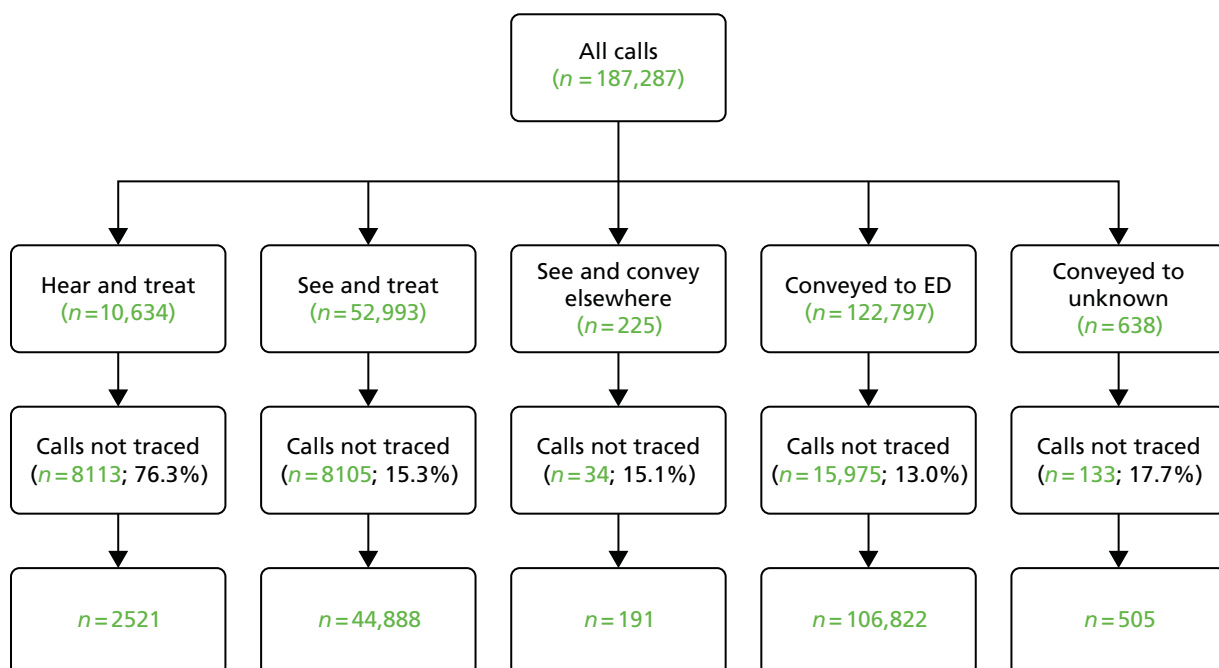 All calls
(n = 187,287)
Hear and treat
(n=10,634)
See and treat
(n=52,993)
See and convey
elsewhere
(n=225)
Conveyed to ED
(n=122,797)
Conveyed to
unknown
(n=638)
Calls not traced
(n=8113; 76.3%)
Calls not traced
(n=8105; 15.3%)
Calls not traced
(n=34; 15.1%)
Calls not traced
(n=15,975; 13.0%)
Calls not traced
(n=133; 17.7%)
n=2521
n=44,888
n=191
n=106,822
n=505